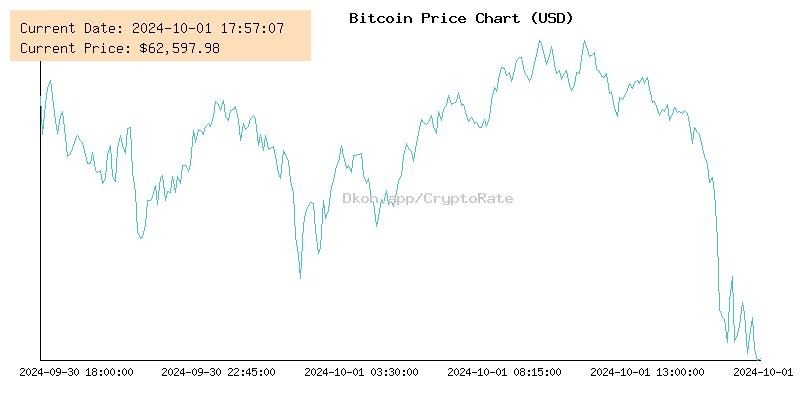 Bitcoin Price Chart (USD)
Current Date: 2024-10-01 17:57:07
Current Price: $62,597.98
Dkon.app/CryptoRate
2024-09-30 18:00:00 2024-09-30 22:45:00 2024-10-01 03:30:00 2024-10-01 08:15:00 2024-10-01 13:00:00 2024-10-01